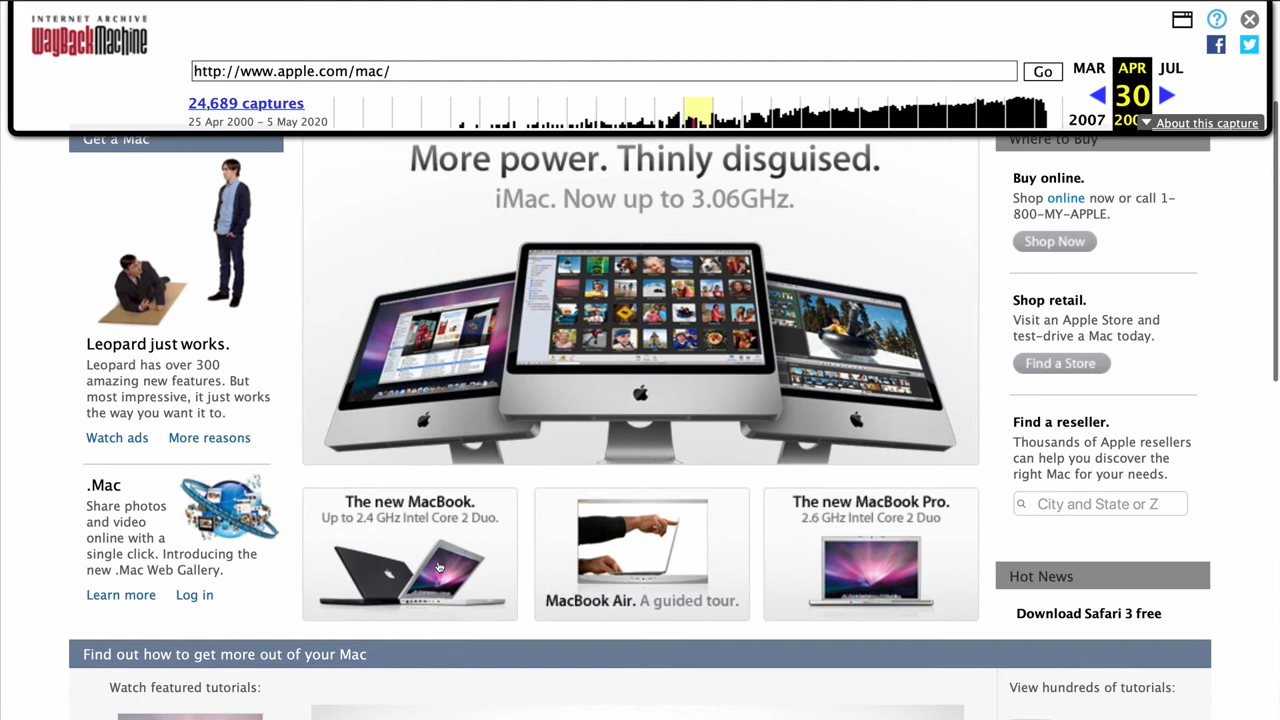 INTERNET ARCHIVE
WayBackMachine
http://www.apple.com/mac/
Go
MAR
APR
JUL
24,689 captures
25 Apr 2000 – 5 May 2020
30
2007
About this capture
Get a Mac
Leopard just works.
Leopard has over 300
amazing new features. But
most impressive, it just works
the way you want it to.
Watch ads
More reasons
.Mac
Share photos
and video
online with a
single click. Introducing the
new .Mac Web Gallery.
Learn more
Log in
More power. Thinly disguised.
iMac. Now up to 3.06GHz.
The new MacBook.
Up to 2.4 GHz Intel Core 2 Duo.
MacBook Air. A guided tour.
The new MacBook Pro.
2.6 GHz Intel Core 2 Duo
Where to Buy
Buy online.
Shop online now or call 1-
800-MY-APPLE.
Shop Now
Shop retail.
Visit an Apple Store and
test-drive a Mac today.
Find a Store
Find a reseller.
Thousands of Apple resellers
can help you discover the
right Mac for your needs.
City and State or Z
Hot News
Download Safari 3 free
Find out how to get more out of your Mac
Watch featured tutorials:
View hundreds of tutorials: